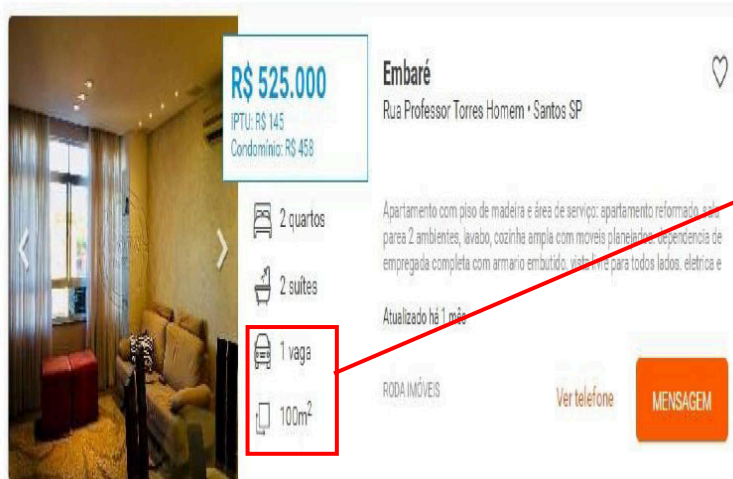 R$ 525.000
IPTU: R$ 145
Condomínio: R$ 458
2 quartos
2 suítes
1 vaga
100m²
Embaré
Rua Professor Torres Homem • Santos SP
Apartamento com piso de madeira e área de serviço: apartamento reformado, sala
parea 2 ambientes, lavabo, cozinha ampla com moveis planejados, dependencia de
empregada completa com armario embutido, vista livre para todos lados. eletrica e
Atualizado há 1 mês
RODA IMÓVEIS
Ver telefone
MENSAGEM